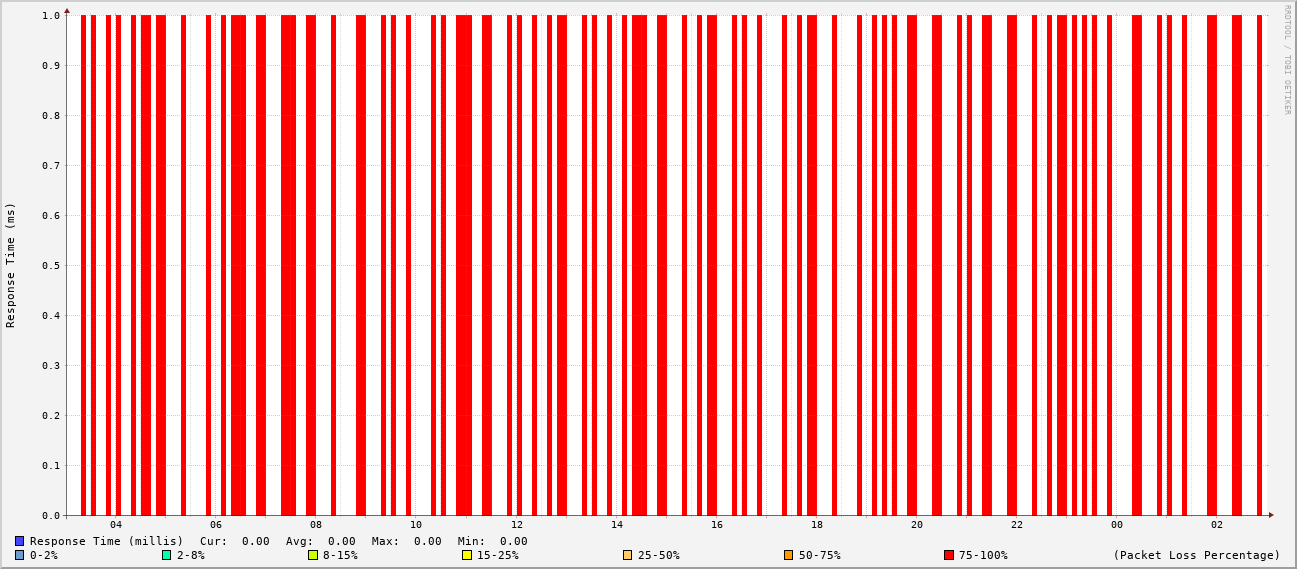 RRDTOOL / TOBI OETIKER
Response Time (ms)
1.0
0.9
0.8
0.7
0.6
0.5
0.4
0.3
0.2
0.1
0.0
04 06 08 10 12 14 16 18 20 22 00 02
Response Time (millis) Cur: 0.00 Avg: 0.00 Max: 0.00 Min: 0.00
0-2% 2-8% 8-15% 15-25% 25-50% 50-75% 75-100% (Packet Loss Percentage)